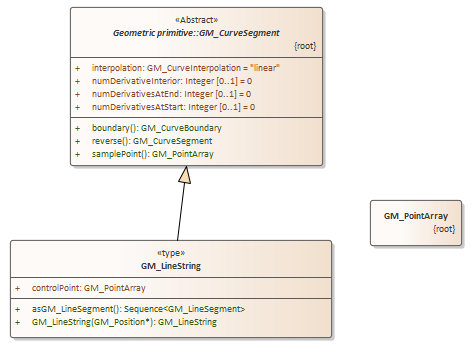 «Abstract»
Geometric primitive::GM_CurveSegment
{root}
+ interpolation: GM_CurveInterpolation = "linear"
+ numDerivativeInterior: Integer [0..1] = 0
+ numDerivativesAtEnd: Integer [0..1] = 0
+ numDerivativesAtStart: Integer [0..1] = 0
+ boundary(): GM_CurveBoundary
+ reverse(): GM_CurveSegment
+ samplePoint(): GM_PointArray
GM_PointArray
{root}
«type»
GM_LineString
+ controlPoint: GM_PointArray
+ asGM_LineSegment(): Sequence<GM_LineSegment>
+ GM_LineString(GM_Position*): GM_LineString